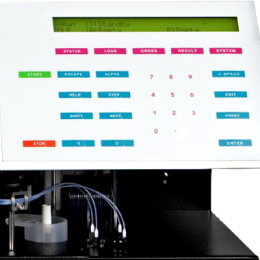 STATUS LOAD ORDER RESULT SYSTEM
START ESCAPE ALPHA 7 8 9 < SPACE
HELP STEP 4 5 6 EDIT
SHIFT NEXT 1 2 3 PRINT
STOP < > 0 - ENTER